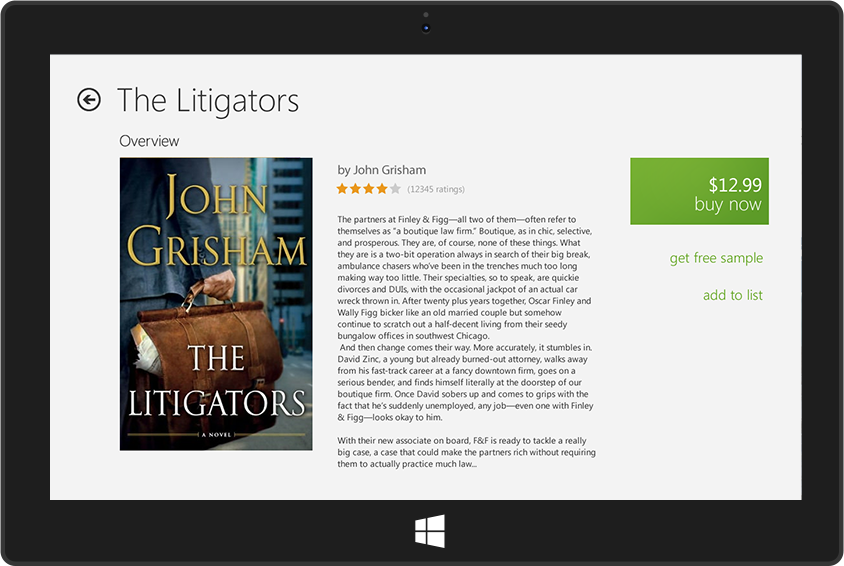 The Litigators
Overview
JOHN
GRISHAM
THE
LITIGATORS
A NOVEL
by John Grisham
(12345 ratings)
The partners at Finley & Figg—all two of them—often refer to
themselves as “a boutique law firm.” Boutique, as in chic, selective,
and prosperous. They are, of course, none of these things. What
they are is a two-bit operation always in search of their big break,
ambulance chasers who’ve been in the trenches much too long
making way too little. Their specialties, so to speak, are quickie
divorces and DUIs, with the occasional jackpot of an actual car
wreck thrown in. After twenty plus years together, Oscar Finley and
Wally Figg bicker like an old married couple but somehow
continue to scratch out a half-decent living from their seedy
bungalow offices in southwest Chicago.
And then change comes their way. More accurately, it stumbles in.
David Zinc, a young but already burned-out attorney, walks away
from his fast-track career at a fancy downtown firm, goes on a
serious bender, and finds himself literally at the doorstep of our
boutique firm. Once David sobers up and comes to grips with the
fact that he’s suddenly unemployed, any job—even one with Finley
& Figg—looks okay to him.
With their new associate on board, F&F is ready to tackle a really
big case, a case that could make the partners rich without requiring
them to actually practice much law...
$12.99
buy now
get free sample
add to list